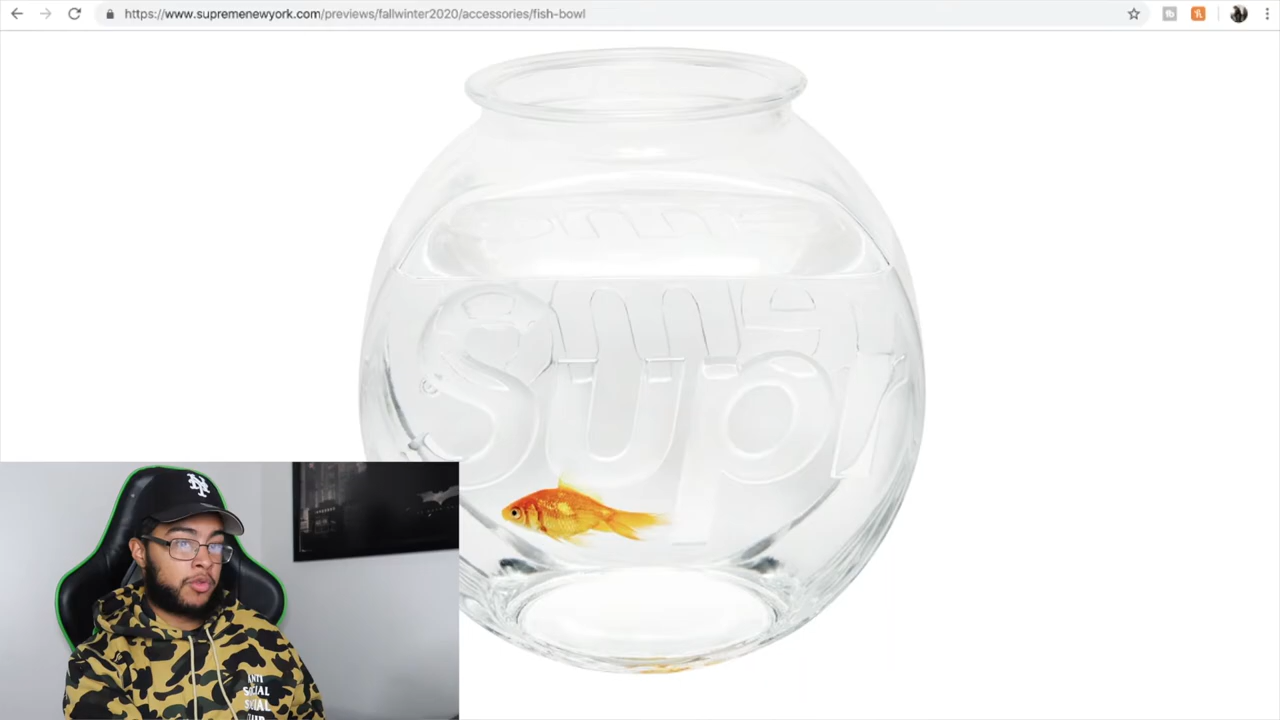 https://www.supremenewyork.com/previews/fallwinter2020/accessories/fish-bowl
Supr
NY
ANTI
SOCIAL
SOCIAL